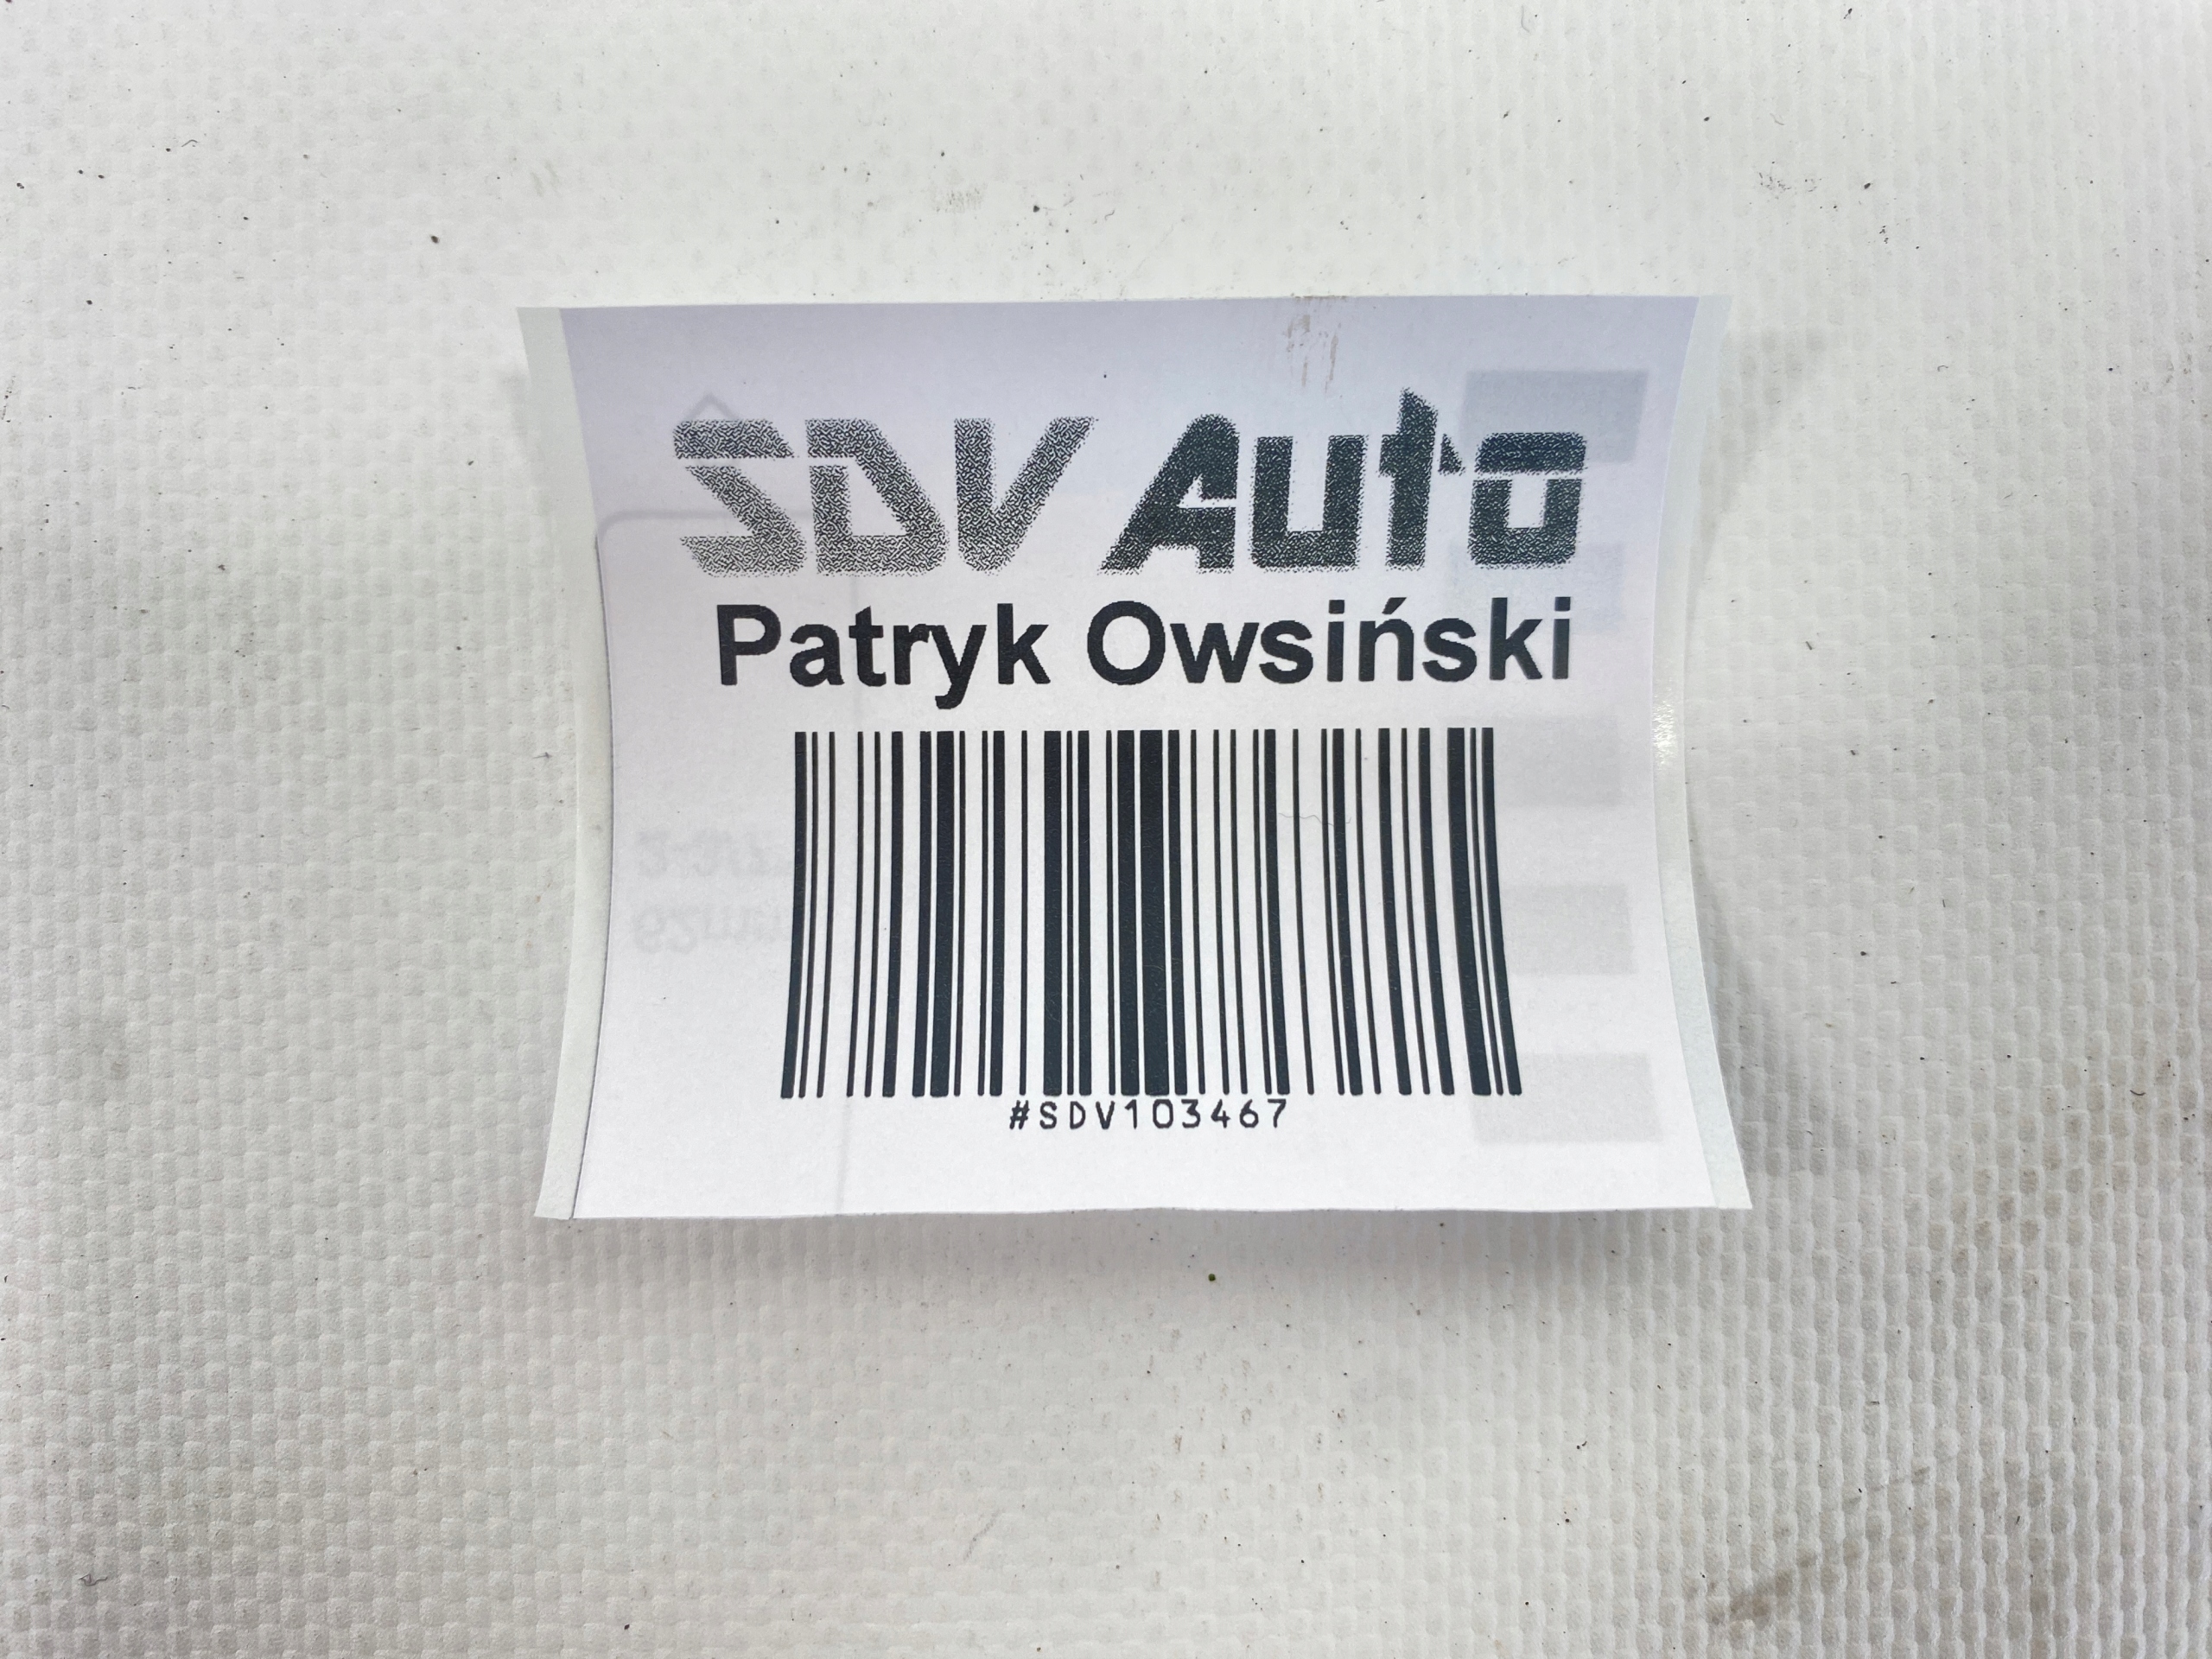 SDV Auto
Patryk Owsiński
#SDV103467